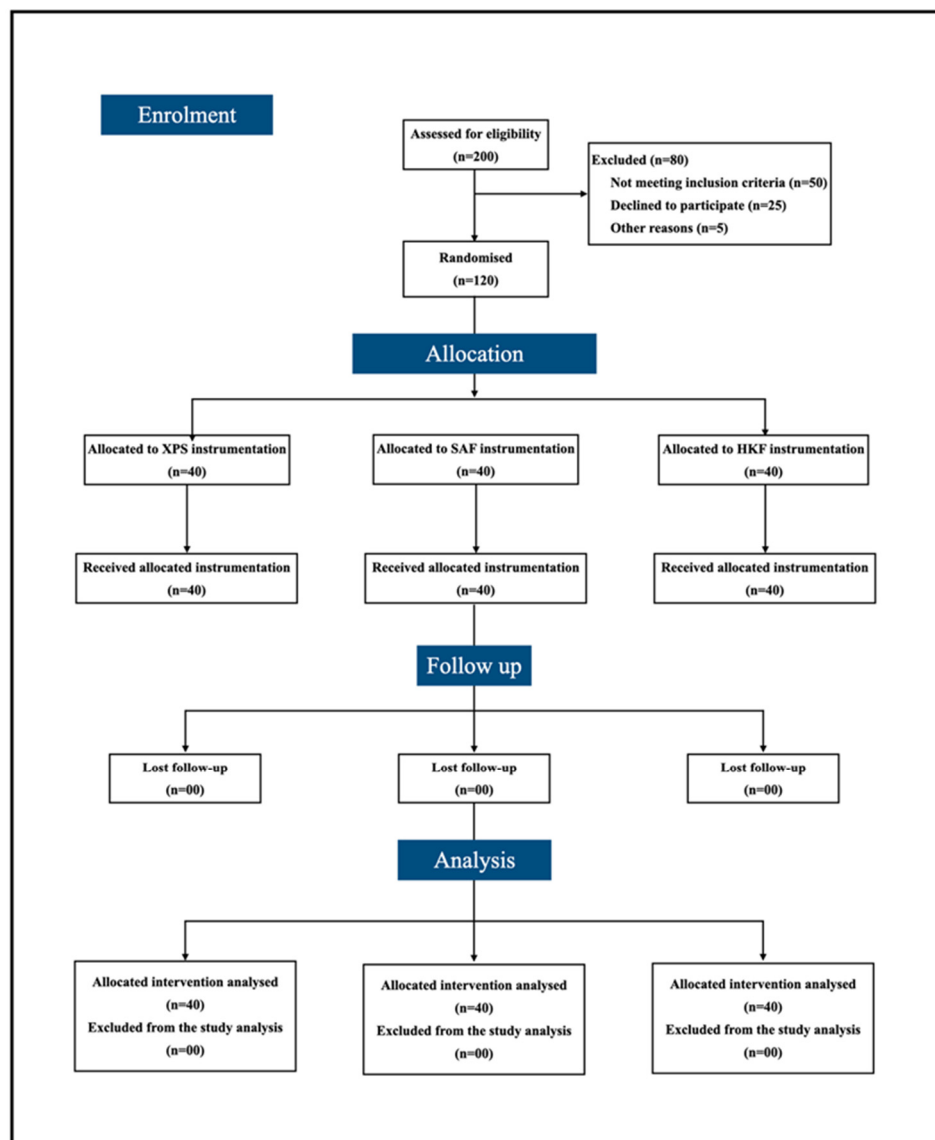 Enrolment
Assessed for eligibility
(n=200)
Excluded (n=80)
Not meeting inclusion criteria (n=50)
Declined to participate (n=25)
Other reasons (n=5)
Randomised
(n=120)
Allocation
Allocated to XPS instrumentation
(n=40)
Allocated to SAF instrumentation
(n=40)
Allocated to HKF instrumentation
(n=40)
Received allocated instrumentation
(n=40)
Received allocated instrumentation
(n=40)
Received allocated instrumentation
(n=40)
Follow up
Lost follow-up
(n=00)
Lost follow-up
(n=00)
Lost follow-up
(n=00)
Analysis
Allocated intervention analysed
(n=40)
Excluded from the study analysis
(n=00)
Allocated intervention analysed
(n=40)
Excluded from the study analysis
(n=00)
Allocated intervention analysed
(n=40)
Excluded from the study analysis
(n=00)